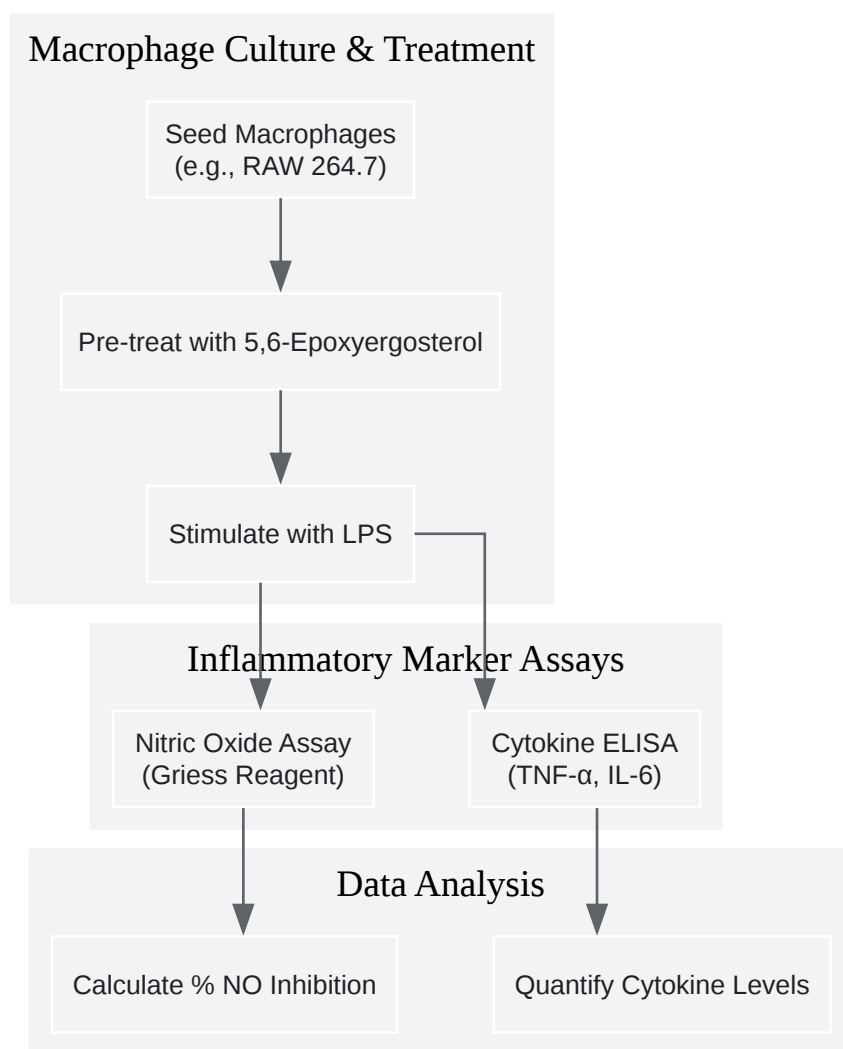 Macrophage Culture & Treatment
Seed Macrophages
(e.g., RAW 264.7)
Pre-treat with 5,6-Epoxyergosterol
Stimulate with LPS
Inflammatory Marker Assays
Nitric Oxide Assay
(Griess Reagent)
Cytokine ELISA
(TNF-α, IL-6)
Data Analysis
Calculate % NO Inhibition
Quantify Cytokine Levels